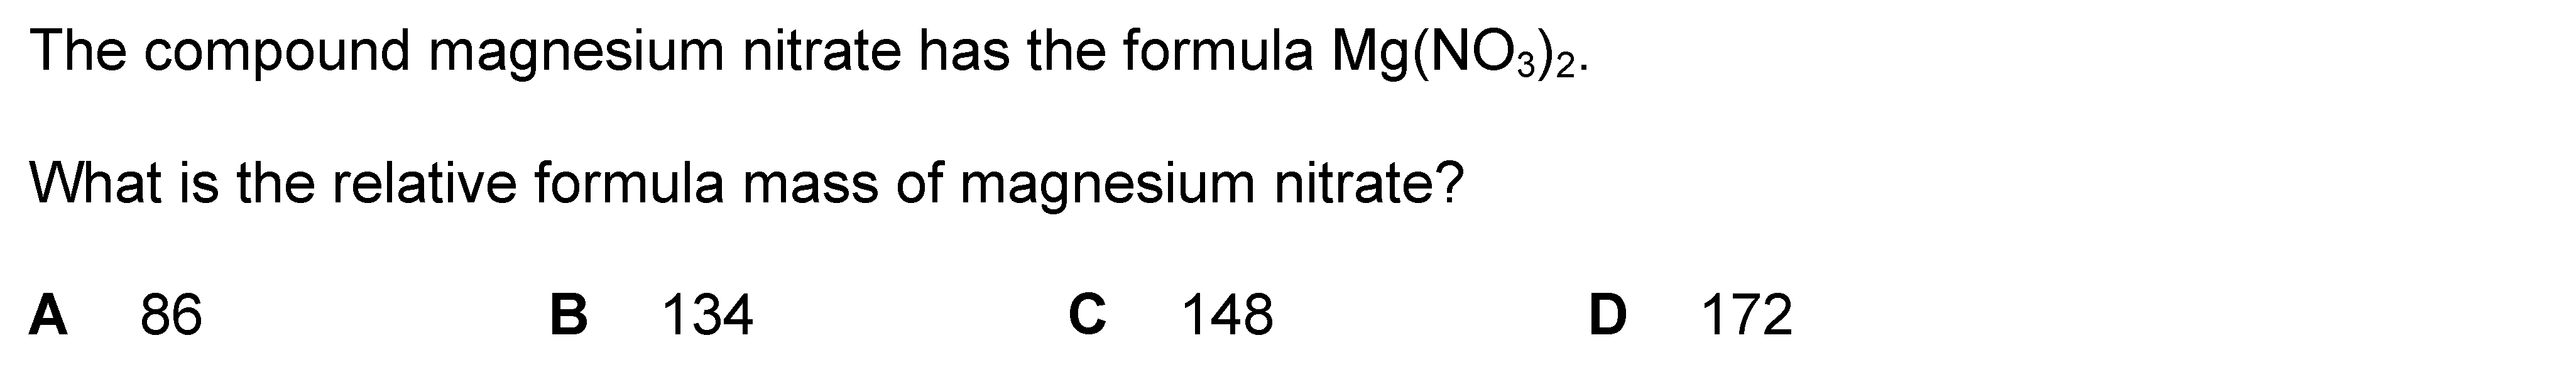 The compound magnesium nitrate has the formula Mg(NO₃)₂.
What is the relative formula mass of magnesium nitrate?
A 86 B 134 C 148 D 172